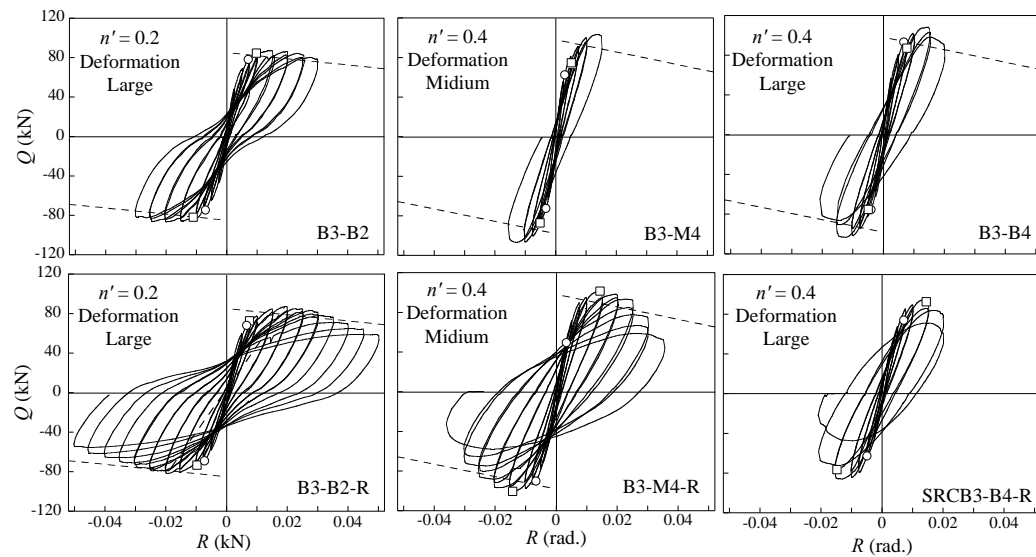 120
80
40
0
-40
-80
-120
Q (kN)
n' = 0.2
Deformation
Large
B3-B2
n' = 0.4
Deformation
Midium
B3-M4
n' = 0.4
Deformation
Large
B3-B4
120
80
40
0
-40
-80
-120
Q (kN)
n' = 0.2
Deformation
Large
B3-B2-R
n' = 0.4
Deformation
Midium
B3-M4-R
n' = 0.4
Deformation
Large
SRCB3-B4-R
-0.04 -0.02 0 0.02 0.04
R (kN)
-0.04 -0.02 0 0.02 0.04
R (rad.)
-0.04 -0.02 0 0.02 0.04
R (rad.)